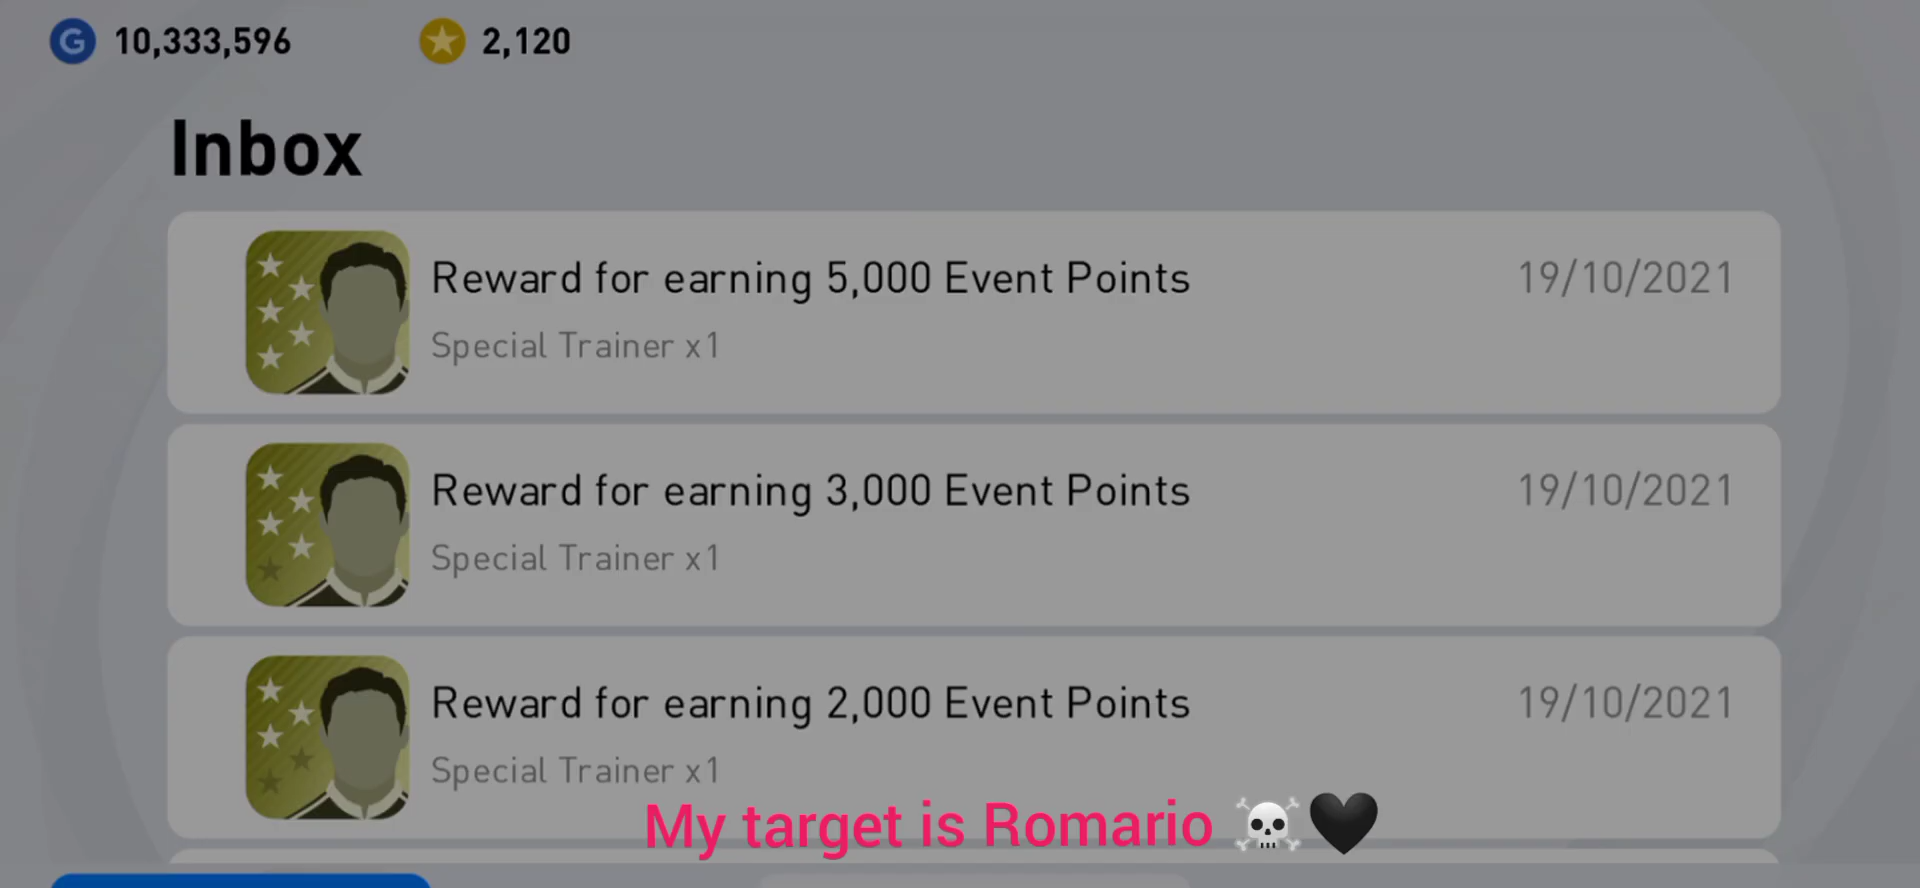 G 10,333,596 2,120
Inbox
Reward for earning 5,000 Event Points 19/10/2021
Special Trainer x1
Reward for earning 3,000 Event Points 19/10/2021
Special Trainer x1
Reward for earning 2,000 Event Points 19/10/2021
Special Trainer x1
My target is Romario ☠️🖤